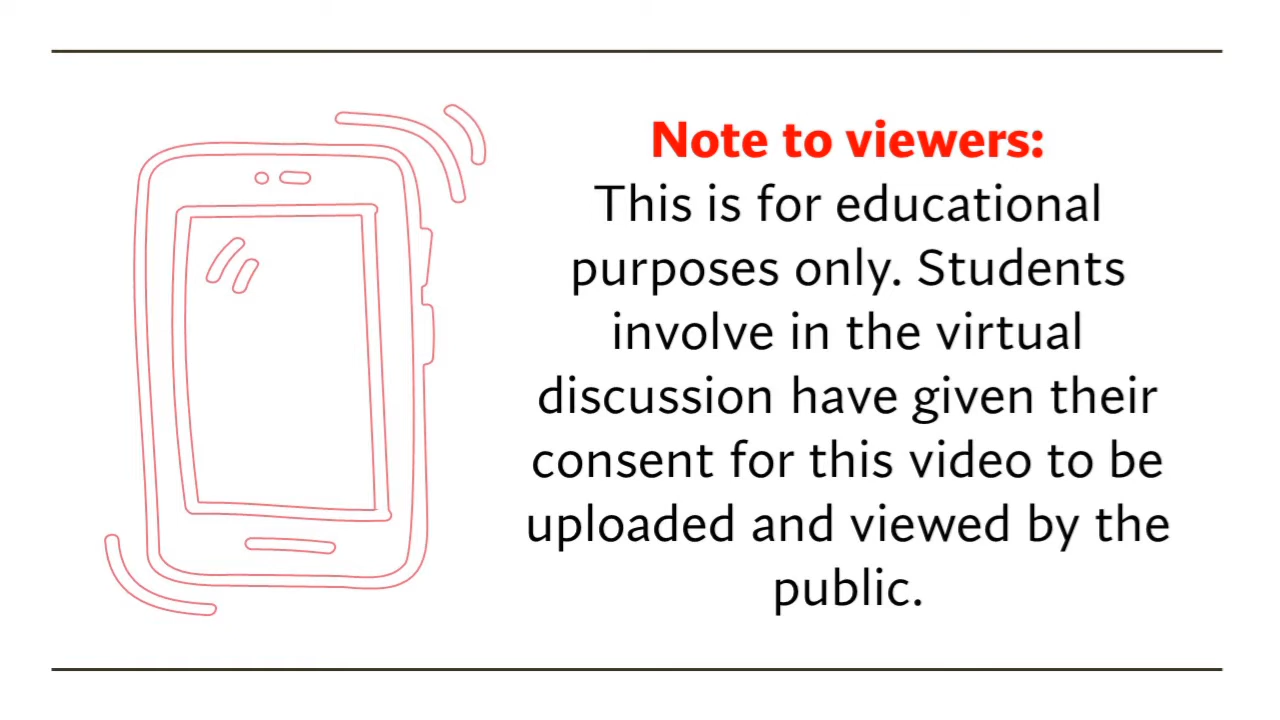 Note to viewers:
This is for educational
purposes only. Students
involve in the virtual
discussion have given their
consent for this video to be
uploaded and viewed by the
public.